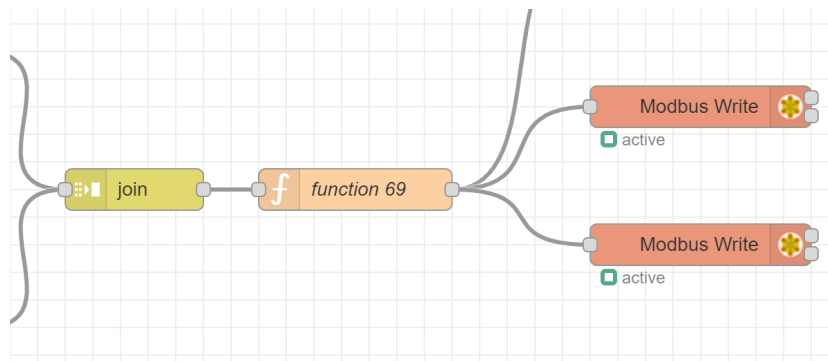 Modbus Write
active
join
function 69
Modbus Write
active